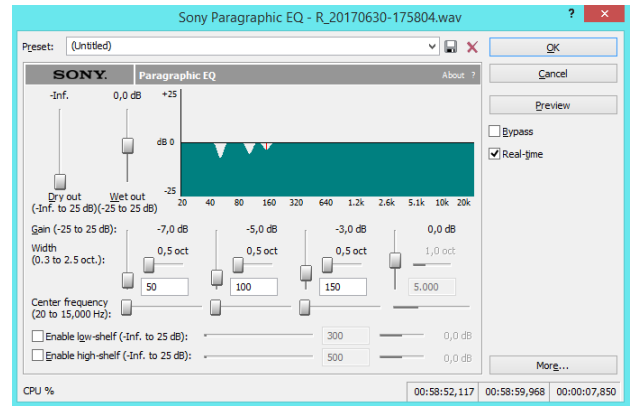 Sony Paragraphic EQ - R_20170630-175804.wav ?
Preset: (Untitled)
OK
SONY. Paragraphic EQ About ?
Cancel
-Inf. 0,0 dB +25
Preview
dB 0
Bypass
Real-time
-25
20 40 80 160 320 640 1.2k 2.6k 5.1k 10k 20k
Dry out Wet out
(-Inf. to 25 dB)(-25 to 25 dB)
Gain (-25 to 25 dB): -7,0 dB -5,0 dB -3,0 dB 0,0 dB
Width 0,5 oct 0,5 oct 0,5 oct 1,0 oct
(0.3 to 2.5 oct.):
50 100 150 5.000
Center frequency
(20 to 15,000 Hz):
Enable low-shelf (-Inf. to 25 dB): 300 0,0 dB
Enable high-shelf (-Inf. to 25 dB): 500 0,0 dB
More...
CPU % 00:58:52,117 00:58:59,968 00:00:07,850